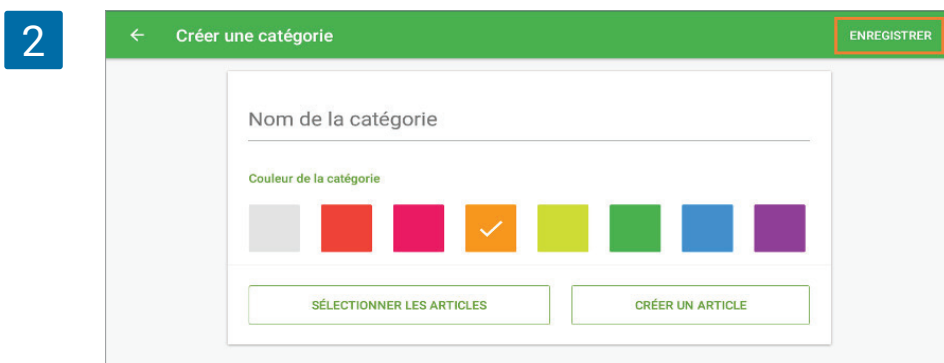 2
Créer une catégorie
ENREGISTRER
Nom de la catégorie
Couleur de la catégorie
SÉLECTIONNER LES ARTICLES
CRÉER UN ARTICLE